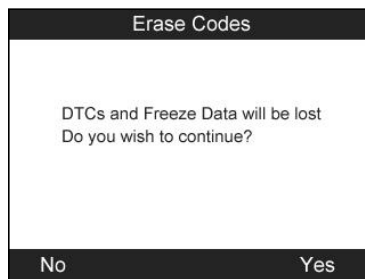 Erase Codes
DTCs and Freeze Data will be lost
Do you wish to continue?
No Yes